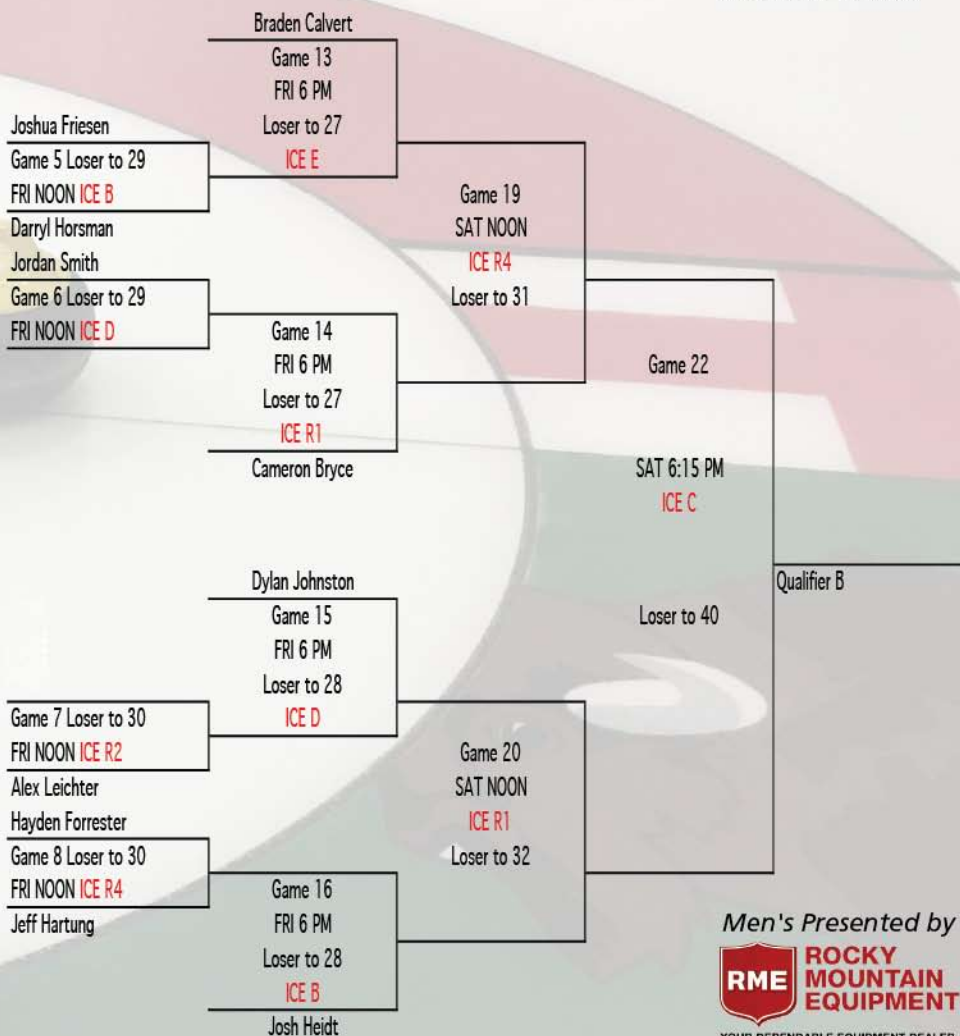 Braden Calvert
Game 13
FRI 6 PM
Loser to 27
ICE E
Joshua Friesen
Game 5 Loser to 29
FRI NOON ICE B
Darryl Horsman
Jordan Smith
Game 6 Loser to 29
FRI NOON ICE D
Game 14
FRI 6 PM
Loser to 27
ICE R1
Cameron Bryce
Game 19
SAT NOON
ICE R4
Loser to 31
Game 22
SAT 6:15 PM
ICE C
Loser to 40
Qualifier B
Dylan Johnston
Game 15
FRI 6 PM
Loser to 28
ICE D
Game 7 Loser to 30
FRI NOON ICE R2
Alex Leichter
Hayden Forrester
Game 8 Loser to 30
FRI NOON ICE R4
Jeff Hartung
Game 16
FRI 6 PM
Loser to 28
ICE B
Josh Heidt
Game 20
SAT NOON
ICE R1
Loser to 32
Men's Presented by
RME
ROCKY
MOUNTAIN
EQUIPMENT
YOUR DEPENDABLE EQUIPMENT DEALER